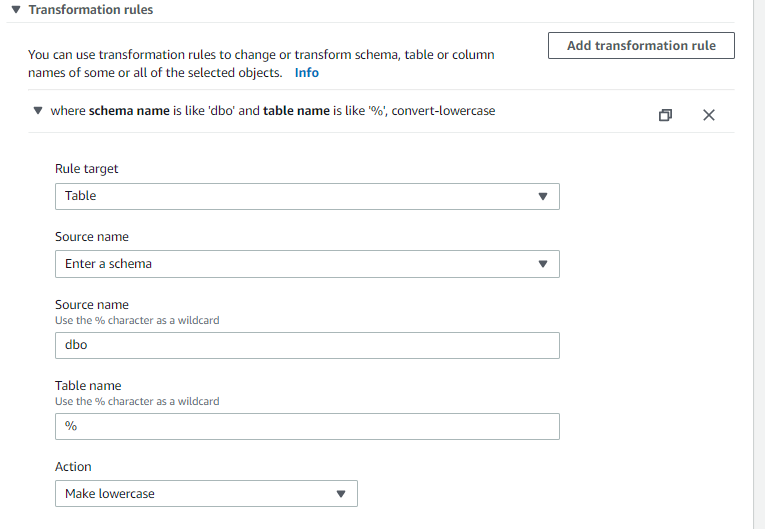 Transformation rules
You can use transformation rules to change or transform schema, table or column
names of some or all of the selected objects. Info
Add transformation rule
where schema name is like 'dbo' and table name is like '%', convert-lowercase
Rule target
Table
Source name
Enter a schema
Source name
Use the % character as a wildcard
dbo
Table name
Use the % character as a wildcard
%
Action
Make lowercase